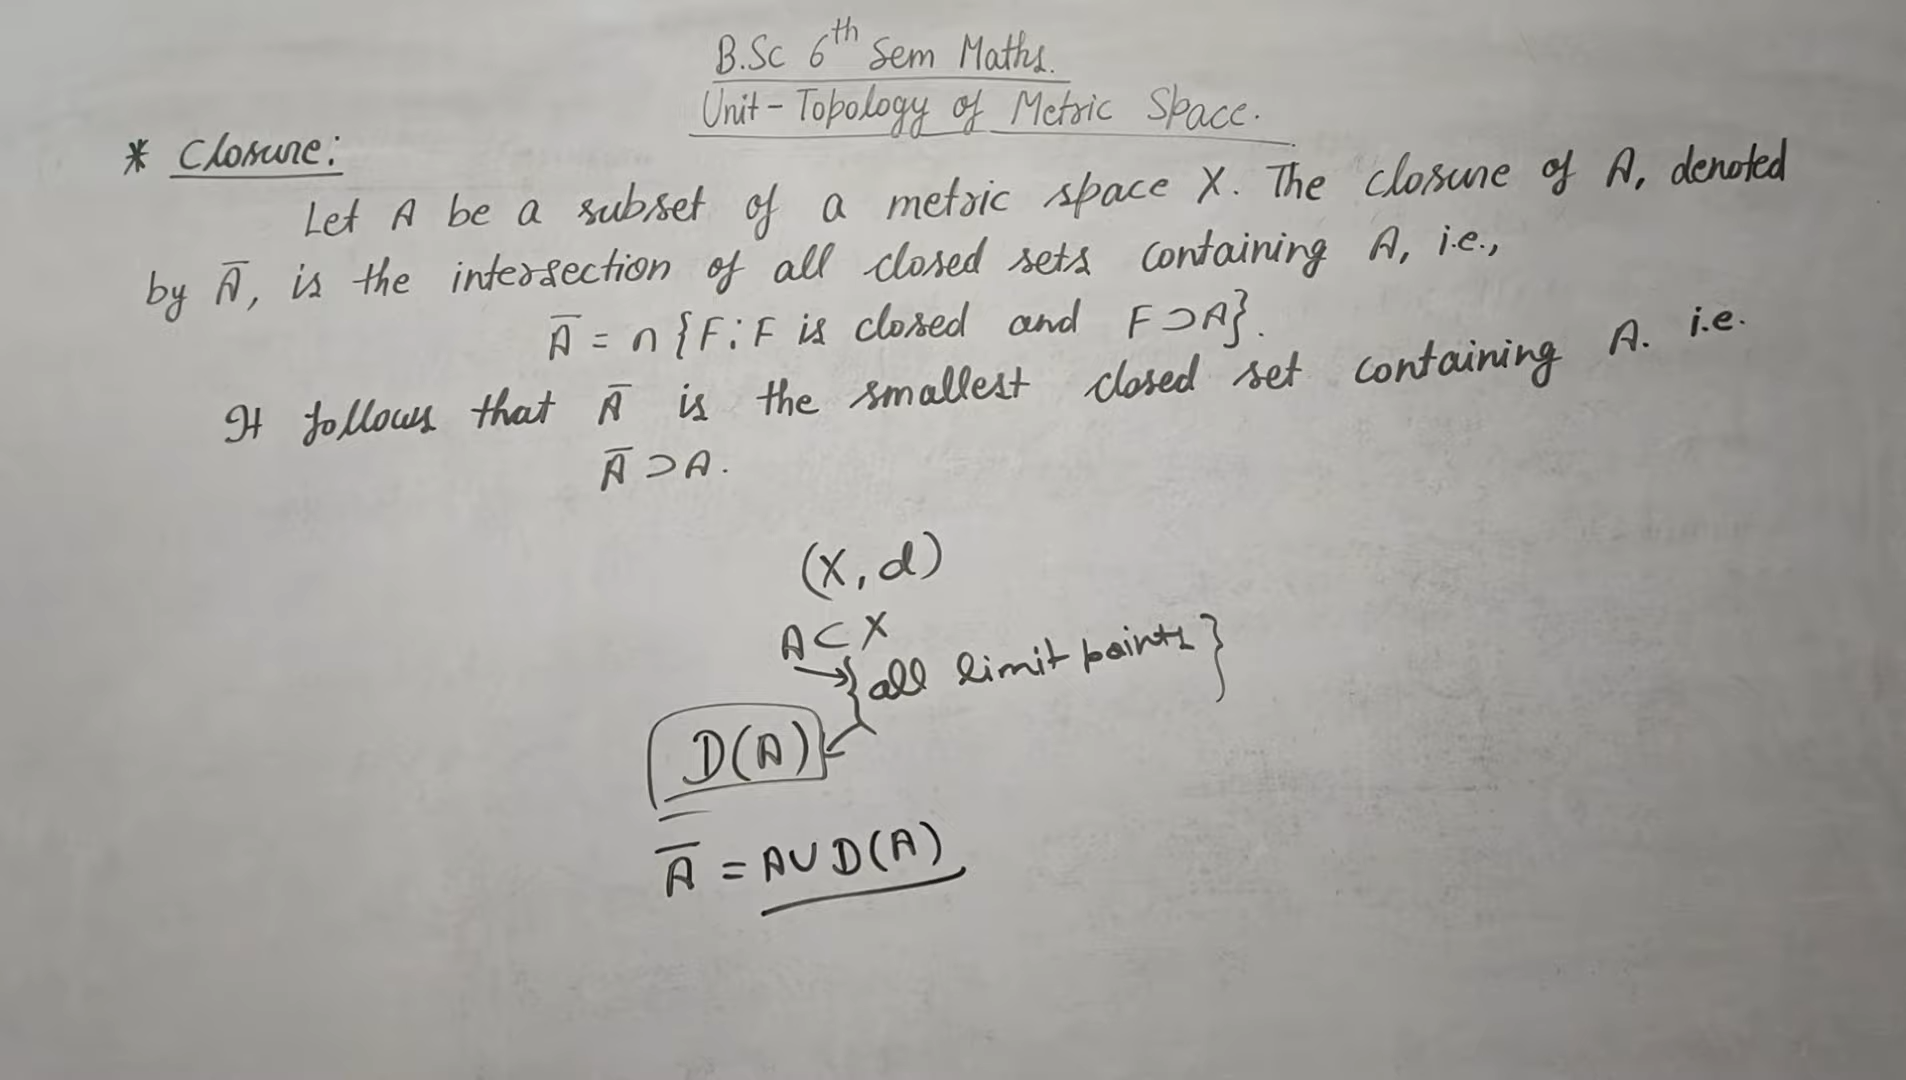 B.Sc 6th Sem Maths.
Unit - Topology of Metric Space.
* Closure:
Let A be a subset of a metric space X. The closure of A, denoted
by A̅, is the intersection of all closed sets containing A, i.e.,
A̅ = ∩ {F : F is closed and F ⊃ A}.
It follows that A̅ is the smallest closed set containing A. i.e.
A̅ ⊃ A.
(X, d)
A ⊂ X
→ {all limit points}
D(A)
A̅ = A ∪ D(A)